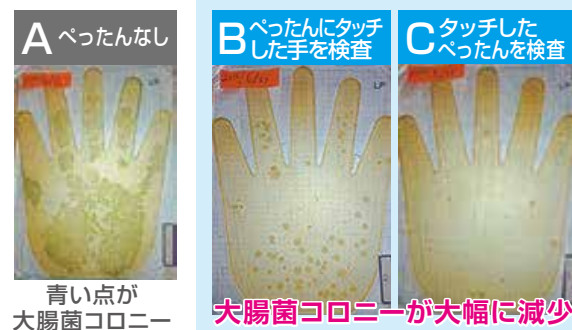 A ぺったんなし
B ぺったんにタッチ
した手を検査
C タッチした
ぺったんを検査
青い点が
大腸菌コロニー
大腸菌コロニーが大幅に減少